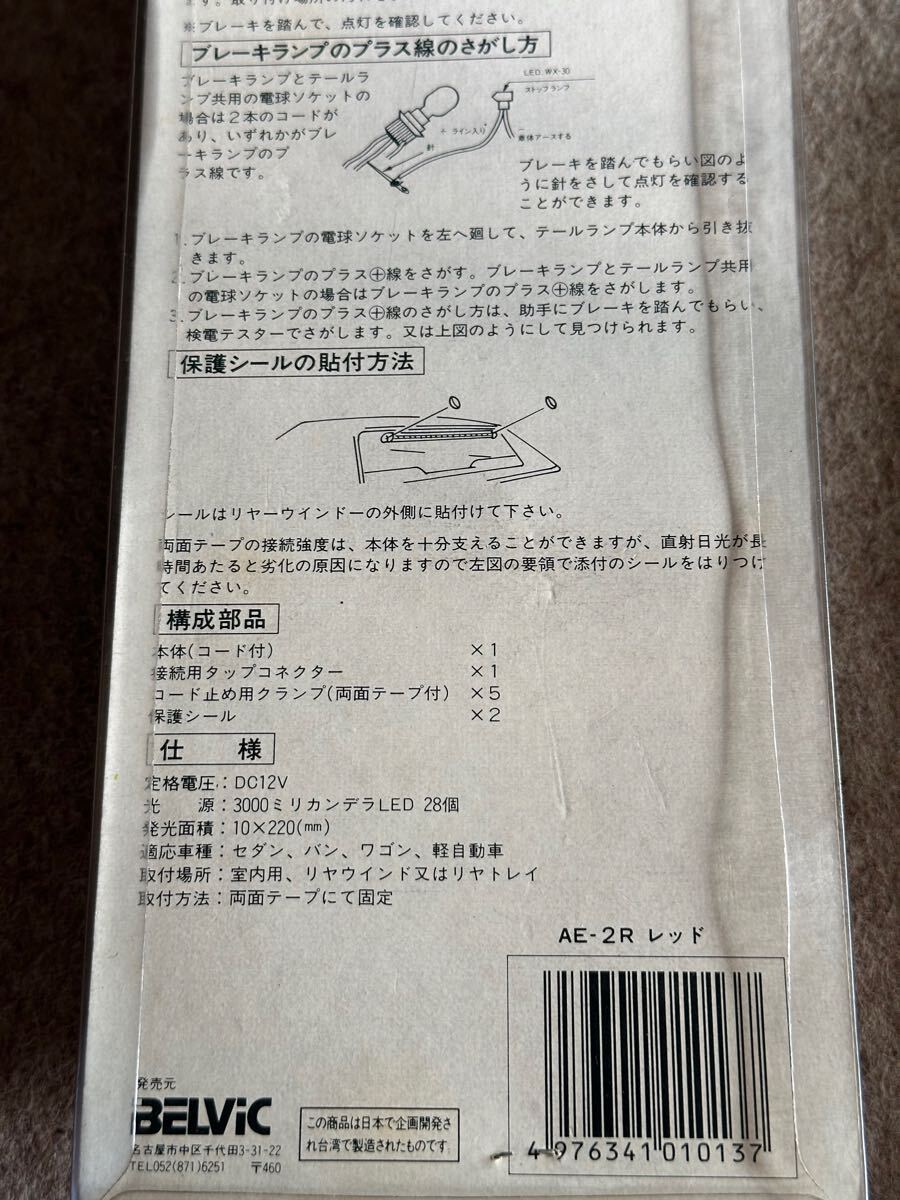 ※ブレーキを踏んで、点灯を確認してください。
ブレーキランプのプラス線のさがし方
ブレーキランプとテールラ
ンプ共用の電球ソケットの
場合は2本のコードが
あり、いずれかがブレ
ーキランプのプ
ラス線です。
LED. WX-30
ストップランプ
＋ ライン入り
針
車体アースする
ブレーキを踏んでもらい図のよ
うに針をさして点灯を確認する
ことができます。
1. ブレーキランプの電球ソケットを左へ廻して、テールランプ本体から引き抜
きます。
2. ブレーキランプのプラス⊕線をさがす。ブレーキランプとテールランプ共用
の電球ソケットの場合はブレーキランプのプラス⊕線をさがします。
3. ブレーキランプのプラス⊕線のさがし方は、助手にブレーキを踏んでもらい、
検電テスターでさがします。又は上図のようにして見つけられます。
保護シールの貼付方法
シールはリヤーウインドーの外側に貼付けて下さい。
両面テープの接続強度は、本体を十分支えることができますが、直射日光が長
時間あたると劣化の原因になりますので左図の要領で添付のシールをはりつけ
てください。
構成部品
本体(コード付) ×1
接続用タップコネクター ×1
コード止め用クランプ(両面テープ付) ×5
保護シール ×2
仕 様
定格電圧：DC12V
光 源：3000ミリカンデラLED 28個
発光面積：10×220(mm)
適応車種：セダン、バン、ワゴン、軽自動車
取付場所：室内用、リヤウインド又はリヤトレイ
取付方法：両面テープにて固定
AE-2R レッド
発売元
BELViC
名古屋市中区千代田3-31-22
TEL052(871)6251 〒460
この商品は日本で企画開発さ
れ台湾で製造されたものです。
4 976341 010137